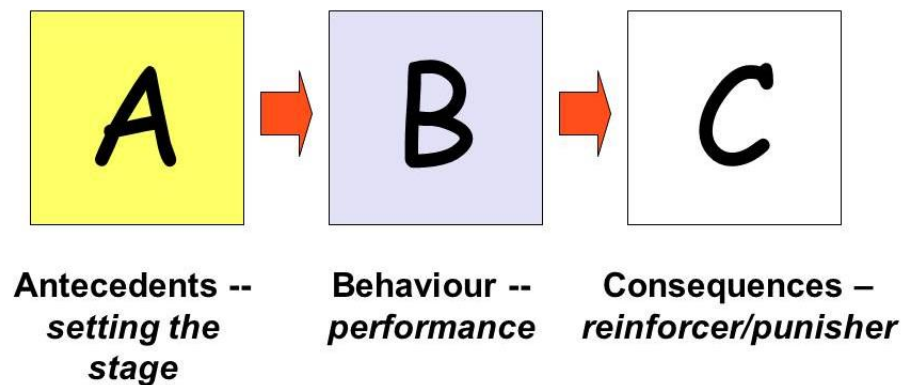 A
B
C
Antecedents --
setting the
stage
Behaviour --
performance
Consequences –
reinforcer/punisher